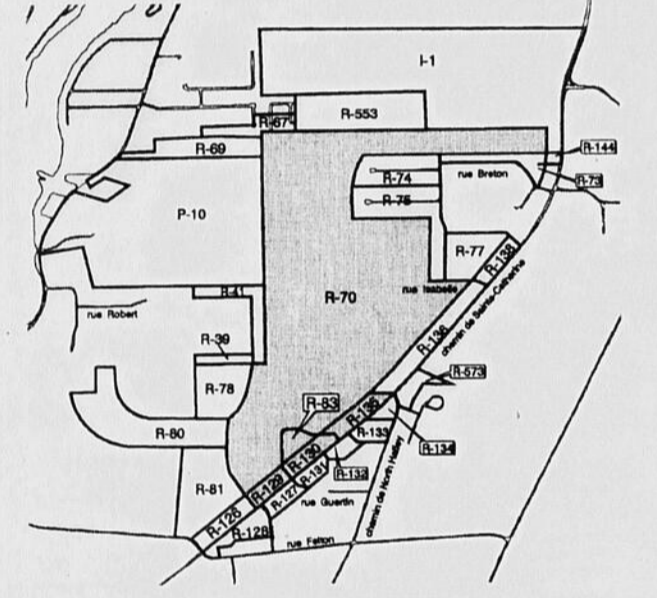 I-1
R-553
R-67
R-69
R-144
R-74
rue Breton
R-73
R-75
P-10
R-77
R-138
R-41
R-70
rue Isabelle
rue Robert
R-136
chemin de Sainte-Catherine
R-39
R-573
R-78
R-83
R-135
R-80
R-133
R-134
R-130
R-132
R-81
R-129
R-131
R-127
rue Guertin
chemin de North Hatley
R-126
R-128
rue Felton